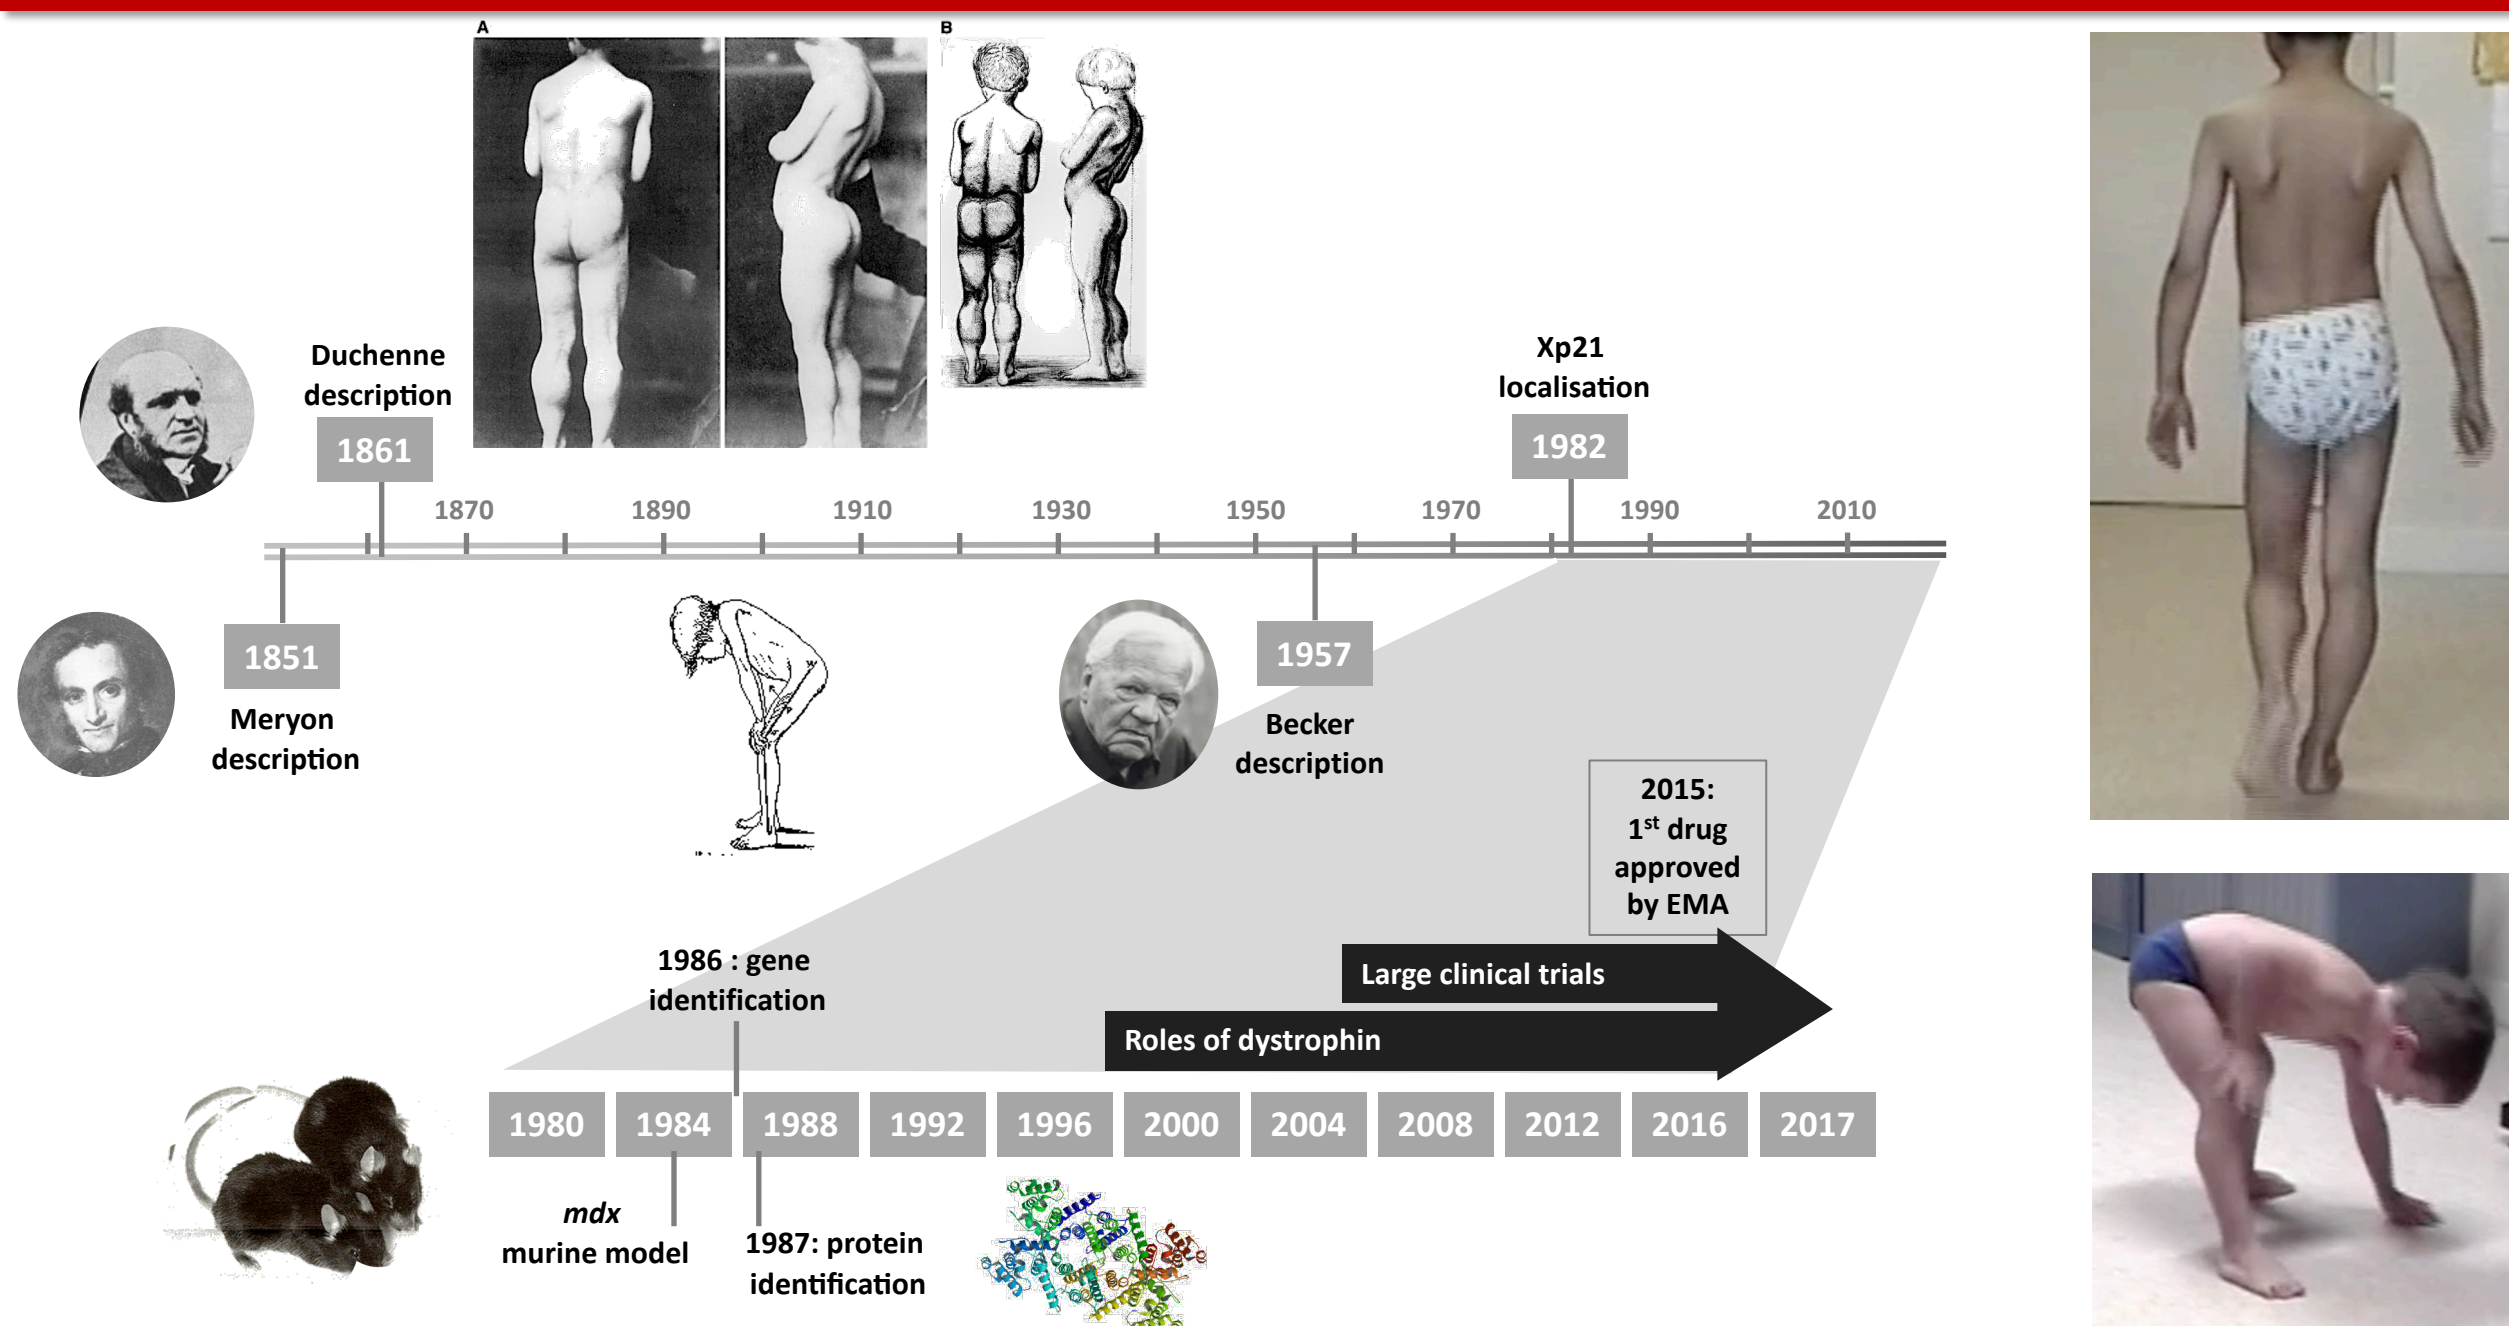 A
B
Duchenne
description
1861
Xp21
localisation
1982
1870 1890 1910 1930 1950 1970 1990 2010
1851
Meryon
description
1957
Becker
description
2015:
1st drug
approved
by EMA
1986 : gene
identification
Large clinical trials
Roles of dystrophin
1980 1984 1988 1992 1996 2000 2004 2008 2012 2016 2017
mdx
murine model
1987: protein
identification